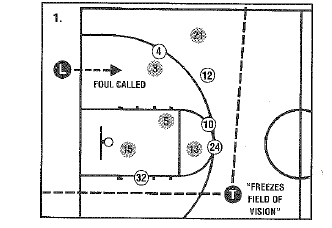 1.
21
4
L
3
12
FOUL CALLED
5
10
15
13
24
32
T
"FREEZES
FIELD OF
VISION"